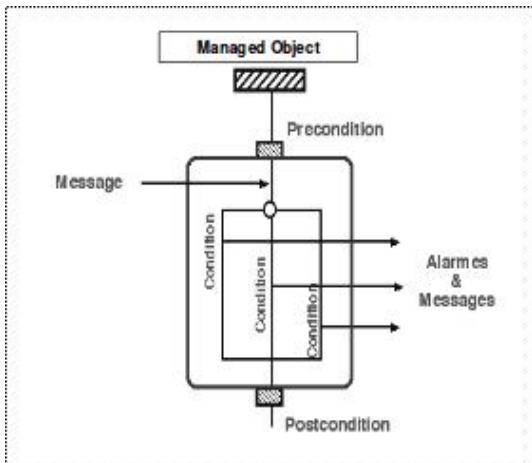 Managed Object
Precondition
Message
Condition
Condition
Condition
Alarmes
&
Messages
Postcondition